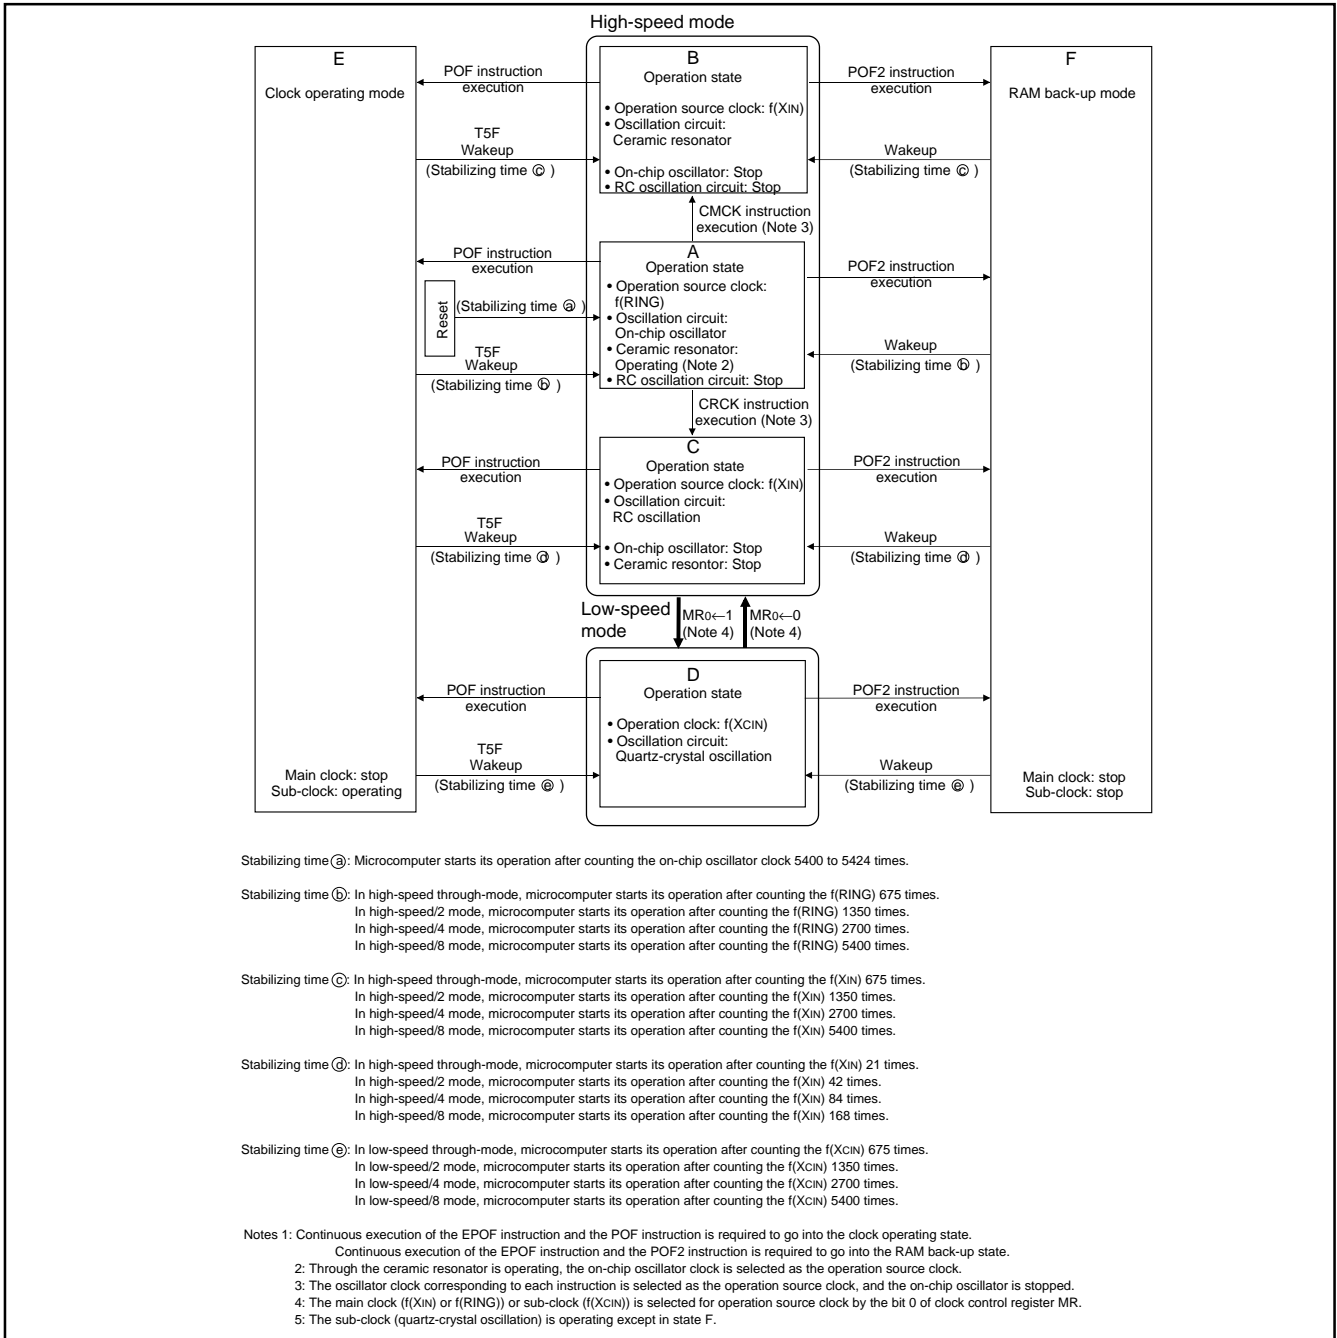 High-speed mode
E
Clock operating mode
POF instruction
execution
T5F
Wakeup
(Stabilizing time ⓒ )
B
Operation state
• Operation source clock: f(XIN)
• Oscillation circuit:
Ceramic resonator
• On-chip oscillator: Stop
• RC oscillation circuit: Stop
POF2 instruction
execution
Wakeup
(Stabilizing time ⓒ )
F
RAM back-up mode
CMCK instruction
execution (Note 3)
POF instruction
execution
Reset
(Stabilizing time ⓐ )
T5F
Wakeup
(Stabilizing time ⓑ )
A
Operation state
• Operation source clock:
f(RING)
• Oscillation circuit:
On-chip oscillator
• Ceramic resonator:
Operating (Note 2)
• RC oscillation circuit: Stop
POF2 instruction
execution
Wakeup
(Stabilizing time ⓑ )
CRCK instruction
execution (Note 3)
POF instruction
execution
T5F
Wakeup
(Stabilizing time ⓓ )
C
Operation state
• Operation source clock: f(XIN)
• Oscillation circuit:
RC oscillation
• On-chip oscillator: Stop
• Ceramic resontor: Stop
POF2 instruction
execution
Wakeup
(Stabilizing time ⓓ )
Low-speed
mode
MR0←1
(Note 4)
MR0←0
(Note 4)
POF instruction
execution
T5F
Wakeup
(Stabilizing time ⓔ )
D
Operation state
• Operation clock: f(XCIN)
• Oscillation circuit:
Quartz-crystal oscillation
POF2 instruction
execution
Wakeup
(Stabilizing time ⓔ )
Main clock: stop
Sub-clock: operating
Main clock: stop
Sub-clock: stop
Stabilizing time ⓐ: Microcomputer starts its operation after counting the on-chip oscillator clock 5400 to 5424 times.
Stabilizing time ⓑ: In high-speed through-mode, microcomputer starts its operation after counting the f(RING) 675 times.
In high-speed/2 mode, microcomputer starts its operation after counting the f(RING) 1350 times.
In high-speed/4 mode, microcomputer starts its operation after counting the f(RING) 2700 times.
In high-speed/8 mode, microcomputer starts its operation after counting the f(RING) 5400 times.
Stabilizing time ⓒ: In high-speed through-mode, microcomputer starts its operation after counting the f(XIN) 675 times.
In high-speed/2 mode, microcomputer starts its operation after counting the f(XIN) 1350 times.
In high-speed/4 mode, microcomputer starts its operation after counting the f(XIN) 2700 times.
In high-speed/8 mode, microcomputer starts its operation after counting the f(XIN) 5400 times.
Stabilizing time ⓓ: In high-speed through-mode, microcomputer starts its operation after counting the f(XIN) 21 times.
In high-speed/2 mode, microcomputer starts its operation after counting the f(XIN) 42 times.
In high-speed/4 mode, microcomputer starts its operation after counting the f(XIN) 84 times.
In high-speed/8 mode, microcomputer starts its operation after counting the f(XIN) 168 times.
Stabilizing time ⓔ: In low-speed through-mode, microcomputer starts its operation after counting the f(XCIN) 675 times.
In low-speed/2 mode, microcomputer starts its operation after counting the f(XCIN) 1350 times.
In low-speed/4 mode, microcomputer starts its operation after counting the f(XCIN) 2700 times.
In low-speed/8 mode, microcomputer starts its operation after counting the f(XCIN) 5400 times.
Notes 1: Continuous execution of the EPOF instruction and the POF instruction is required to go into the clock operating state.
Continuous execution of the EPOF instruction and the POF2 instruction is required to go into the RAM back-up state.
2: Through the ceramic resonator is operating, the on-chip oscillator clock is selected as the operation source clock.
3: The oscillator clock corresponding to each instruction is selected as the operation source clock, and the on-chip oscillator is stopped.
4: The main clock (f(XIN) or f(RING)) or sub-clock (f(XCIN)) is selected for operation source clock by the bit 0 of clock control register MR.
5: The sub-clock (quartz-crystal oscillation) is operating except in state F.